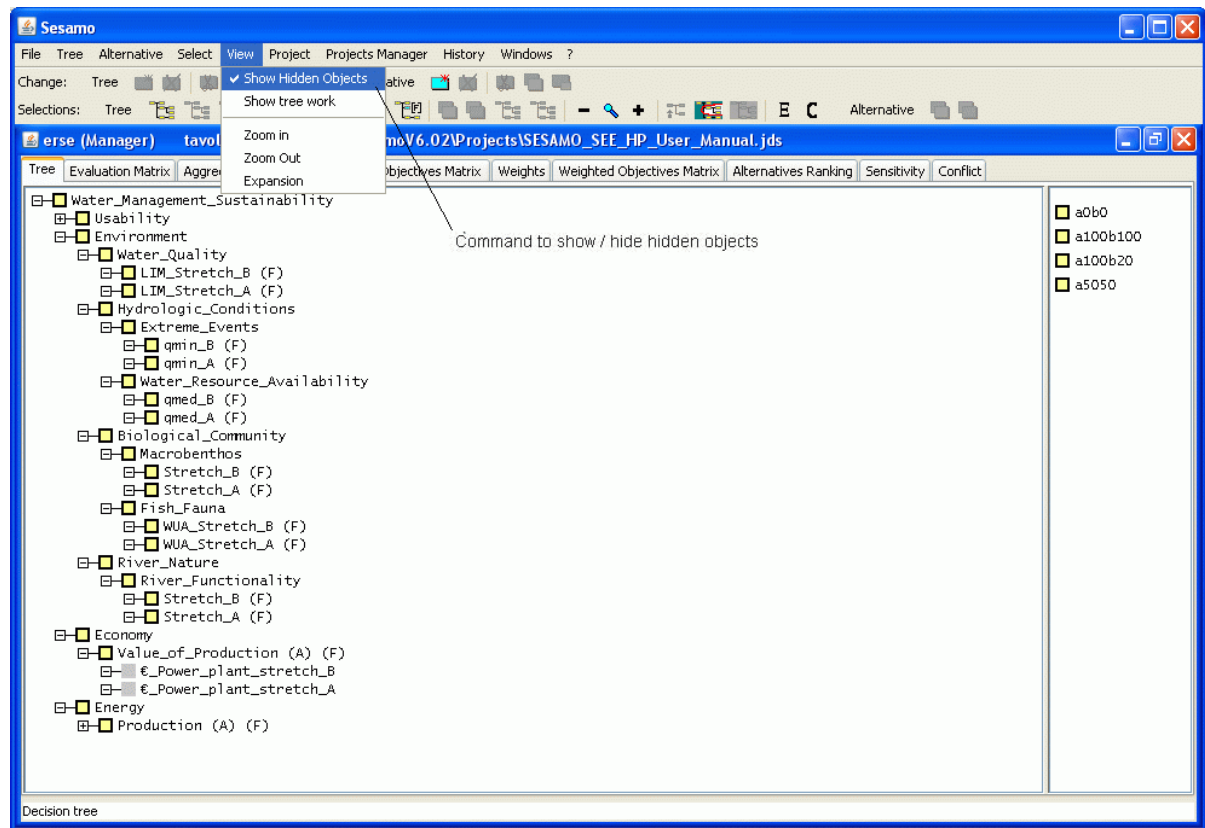 Sesamo
File Tree Alternative Select View Project Projects Manager History Windows ?
Change: Tree ative
✓ Show Hidden Objects
Selections: Tree E C Alternative
Show tree work
Zoom in
Zoom Out
Expansion
erse (Manager) tavol moV6.02\Projects\SESAMO_SEE_HP_User_Manual.jds
Tree Evaluation Matrix Aggre bjectives Matrix Weights Weighted Objectives Matrix Alternatives Ranking Sensitivity Conflict
Water_Management_Sustainability
Usability
Environment
Water_Quality
LIM_Stretch_B (F)
LIM_Stretch_A (F)
Hydrologic_Conditions
Extreme_Events
qmin_B (F)
qmin_A (F)
Water_Resource_Availability
qmed_B (F)
qmed_A (F)
Biological_Community
Macrobenthos
Stretch_B (F)
Stretch_A (F)
Fish_Fauna
WUA_Stretch_B (F)
WUA_Stretch_A (F)
River_Nature
River_Functionality
Stretch_B (F)
Stretch_A (F)
Economy
Value_of_Production (A) (F)
€_Power_plant_stretch_B
€_Power_plant_stretch_A
Energy
Production (A) (F)
Command to show / hide hidden objects
a0b0
a100b100
a100b20
a5050
Decision tree